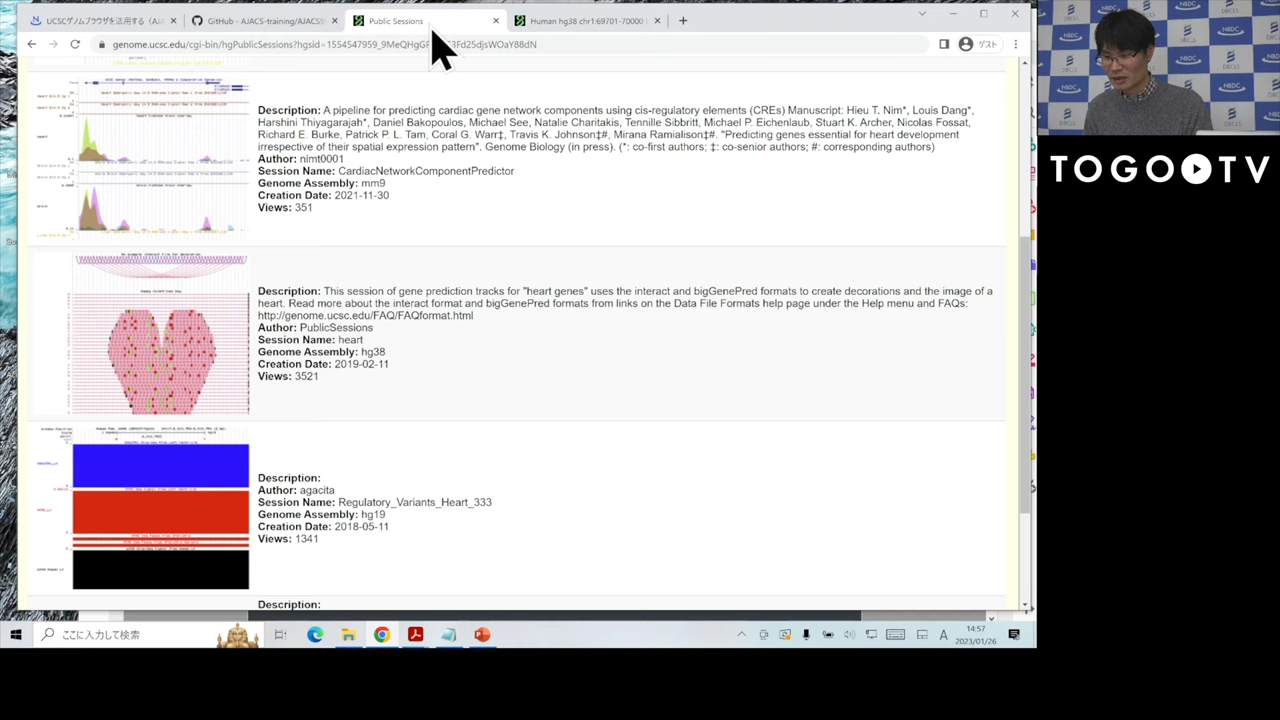 UCSCゲノムブラウザを活用する（AJA
GitHub - AJACS-training/AJACS9
Public Sessions
Human hg38 chr1:69701-70000
genome.ucsc.edu/cgi-bin/hgPublicSessions?hgsid=1554547959_9MeQHgG
3Fd25djsWOaY88dN
ゲスト
Description: A pipeline for predicting cardiac gene network components using cisregulatory elements (CREs) Manuscript: Hieu T. Nim*, Louis Dang*,
Harshini Thiyagarajah*, Daniel Bakopoulos, Michael See, Natalie Charitakis, Tennille Sibbritt, Michael P. Eichenlaub, Stuart K. Archer, Nicolas Fossat,
Richard E. Burke, Patrick P. L. Tam, Coral G. Warr‡, Travis K. Johnson‡#, Mirana Ramialison‡#. "Predicting genes essential for heart development
irrespective of their spatial expression pattern". Genome Biology (in press). (*: co-first authors; ‡: co-senior authors; #: corresponding authors)
Author: nimt0001
Session Name: CardiacNetworkComponentPredictor
Genome Assembly: mm9
Creation Date: 2021-11-30
Views: 351
Description: This session of gene prediction tracks for "heart genes" uses the interact and bigGenePred formats to create decorations and the image of a
heart. Read more about the interact format and bigGenePred formats from links on the Data File Formats help page under the Help menu and FAQs:
http://genome.ucsc.edu/FAQ/FAQformat.html
Author: PublicSessions
Session Name: heart
Genome Assembly: hg38
Creation Date: 2019-02-11
Views: 3521
Description:
Author: agacita
Session Name: Regulatory_Variants_Heart_333
Genome Assembly: hg19
Creation Date: 2018-05-11
Views: 1341
Description:
ここに入力して検索
A
14:57
2023/01/26
NBDC
DBCLS
TOGO TV